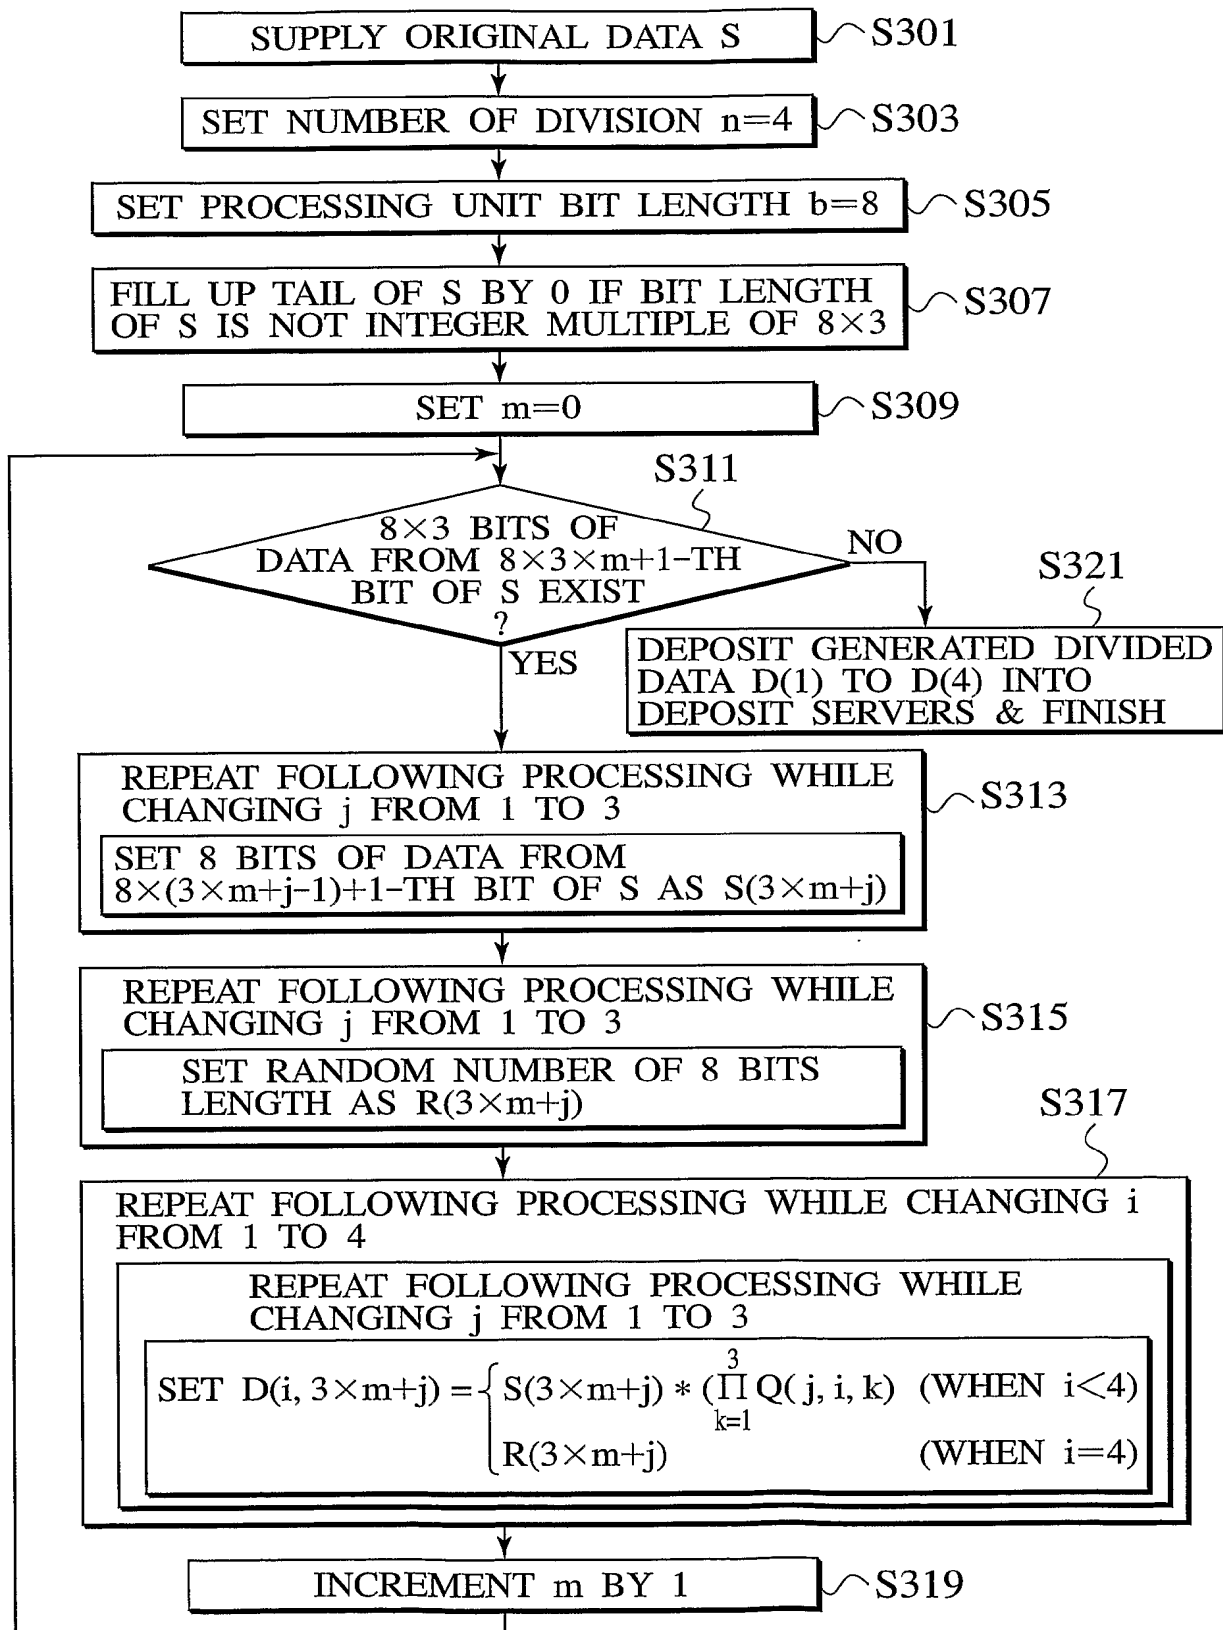 SUPPLY ORIGINAL DATA S
S301
SET NUMBER OF DIVISION n=4
S303
SET PROCESSING UNIT BIT LENGTH b=8
S305
FILL UP TAIL OF S BY 0 IF BIT LENGTH
OF S IS NOT INTEGER MULTIPLE OF 8×3
S307
SET m=0
S309
S311
8×3 BITS OF
DATA FROM 8×3×m+1-TH
BIT OF S EXIST
?
NO
YES
S321
DEPOSIT GENERATED DIVIDED
DATA D(1) TO D(4) INTO
DEPOSIT SERVERS & FINISH
REPEAT FOLLOWING PROCESSING WHILE
CHANGING j FROM 1 TO 3
S313
SET 8 BITS OF DATA FROM
8×(3×m+j-1)+1-TH BIT OF S AS S(3×m+j)
REPEAT FOLLOWING PROCESSING WHILE
CHANGING j FROM 1 TO 3
S315
SET RANDOM NUMBER OF 8 BITS
LENGTH AS R(3×m+j)
S317
REPEAT FOLLOWING PROCESSING WHILE CHANGING i
FROM 1 TO 4
REPEAT FOLLOWING PROCESSING WHILE
CHANGING j FROM 1 TO 3
3
SET D(i, 3×m+j) = { S(3×m+j) * (Π Q(j, i, k) (WHEN i<4)
k=1
R(3×m+j) (WHEN i=4)
INCREMENT m BY 1
S319